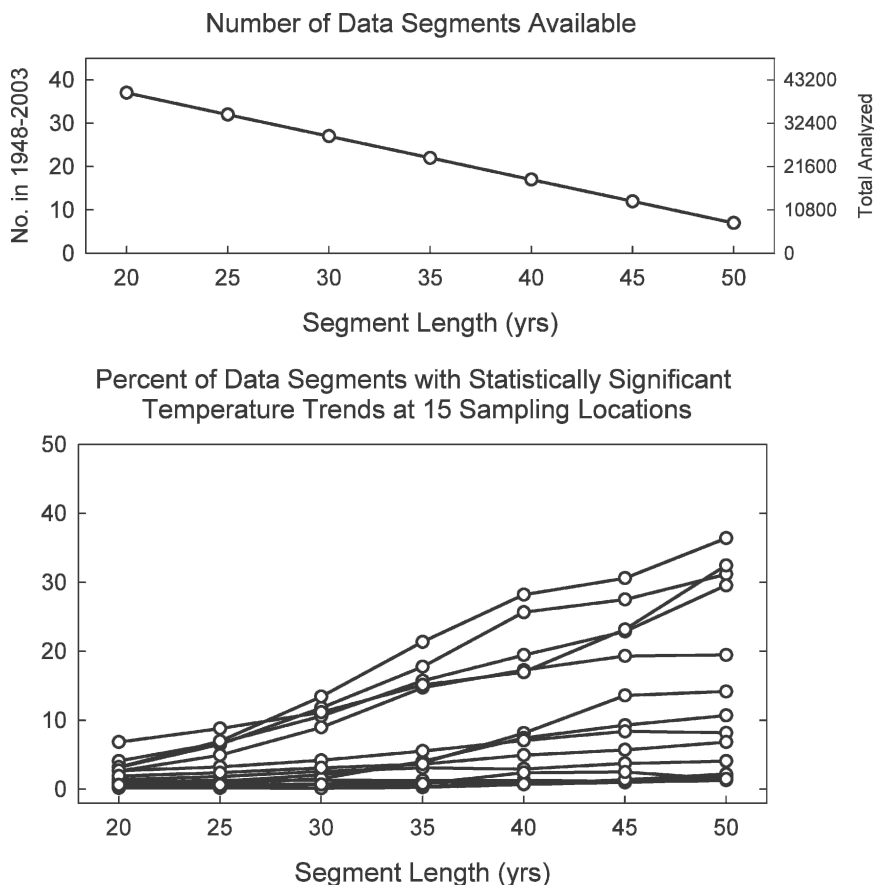 Number of Data Segments Available
No. in 1948-2003
40
30
20
10
0
43200
32400
21600
10800
0
Total Analyzed
20 25 30 35 40 45 50
Segment Length (yrs)
Percent of Data Segments with Statistically Significant
Temperature Trends at 15 Sampling Locations
50
40
30
20
10
0
20 25 30 35 40 45 50
Segment Length (yrs)